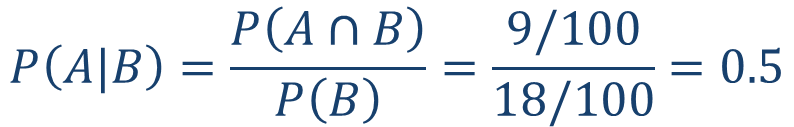 P(A|B) = P(A ∩ B) / P(B) = 9/100 / 18/100 = 0.5